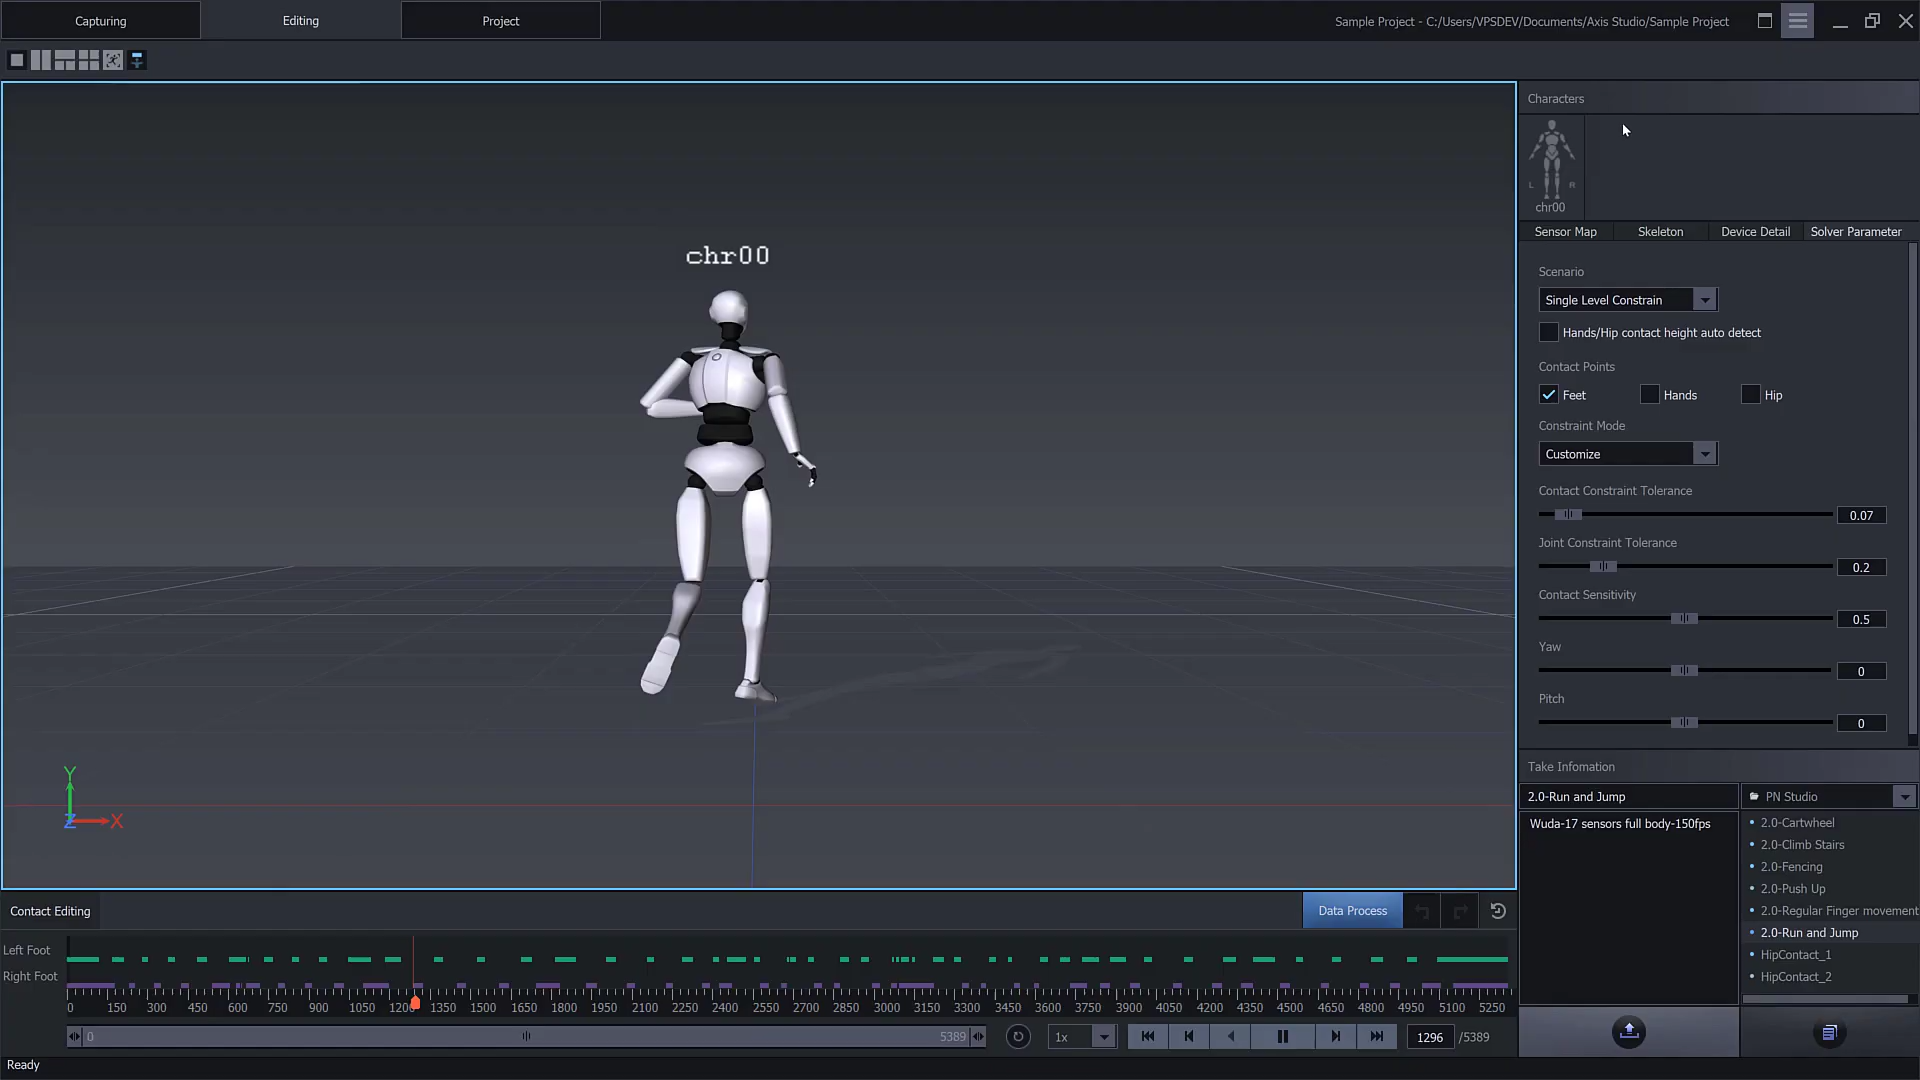 Capturing
Editing
Project
Sample Project - C:/Users/VPSDEV/Documents/Axis Studio/Sample Project
Characters
L R
chr00
Sensor Map Skeleton Device Detail Solver Parameter
chr00
Scenario
Single Level Constrain
Hands/Hip contact height auto detect
Contact Points
Feet Hands Hip
Constraint Mode
Customize
Contact Constraint Tolerance
0.07
Joint Constraint Tolerance
0.2
Contact Sensitivity
0.5
Yaw
0
Pitch
0
Y
Z X
Take Infomation
2.0-Run and Jump
PN Studio
Wuda-17 sensors full body-150fps
2.0-Cartwheel
2.0-Climb Stairs
2.0-Fencing
2.0-Push Up
2.0-Regular Finger movement
2.0-Run and Jump
HipContact_1
HipContact_2
Contact Editing
Data Process
Left Foot
Right Foot
0 150 300 450 600 750 900 1050 1200 1350 1500 1650 1800 1950 2100 2250 2400 2550 2700 2850 3000 3150 3300 3450 3600 3750 3900 4050 4200 4350 4500 4650 4800 4950 5100 5250
0 5389
1x
1296 /5389
Ready